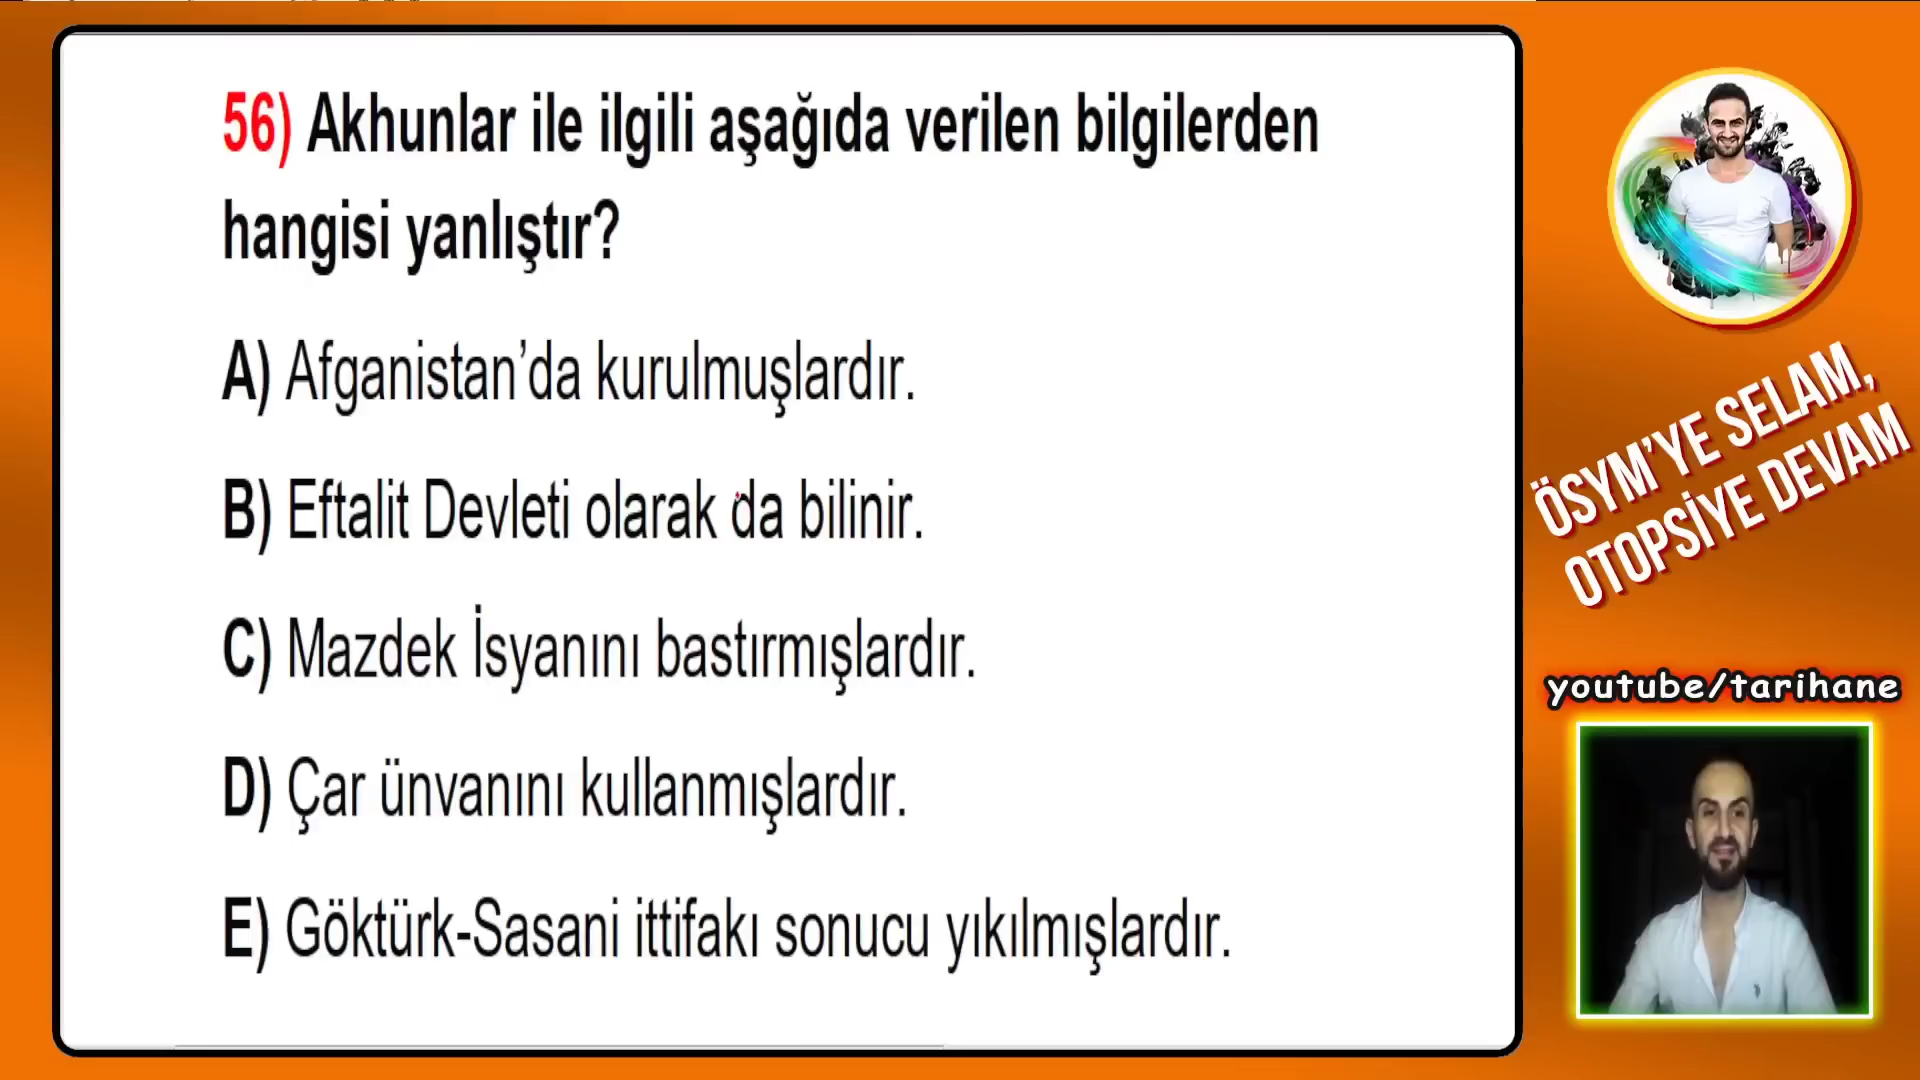 56) Akhunlar ile ilgili aşağıda verilen bilgilerden
hangisi yanlıştır?
A) Afganistan’da kurulmuşlardır.
B) Eftalit Devleti olarak da bilinir.
C) Mazdek İsyanını bastırmışlardır.
D) Çar ünvanını kullanmışlardır.
E) Göktürk-Sasani ittifakı sonucu yıkılmışlardır.
ÖSYM’YE SELAM,
OTOPSİYE DEVAM
youtube/tarihane